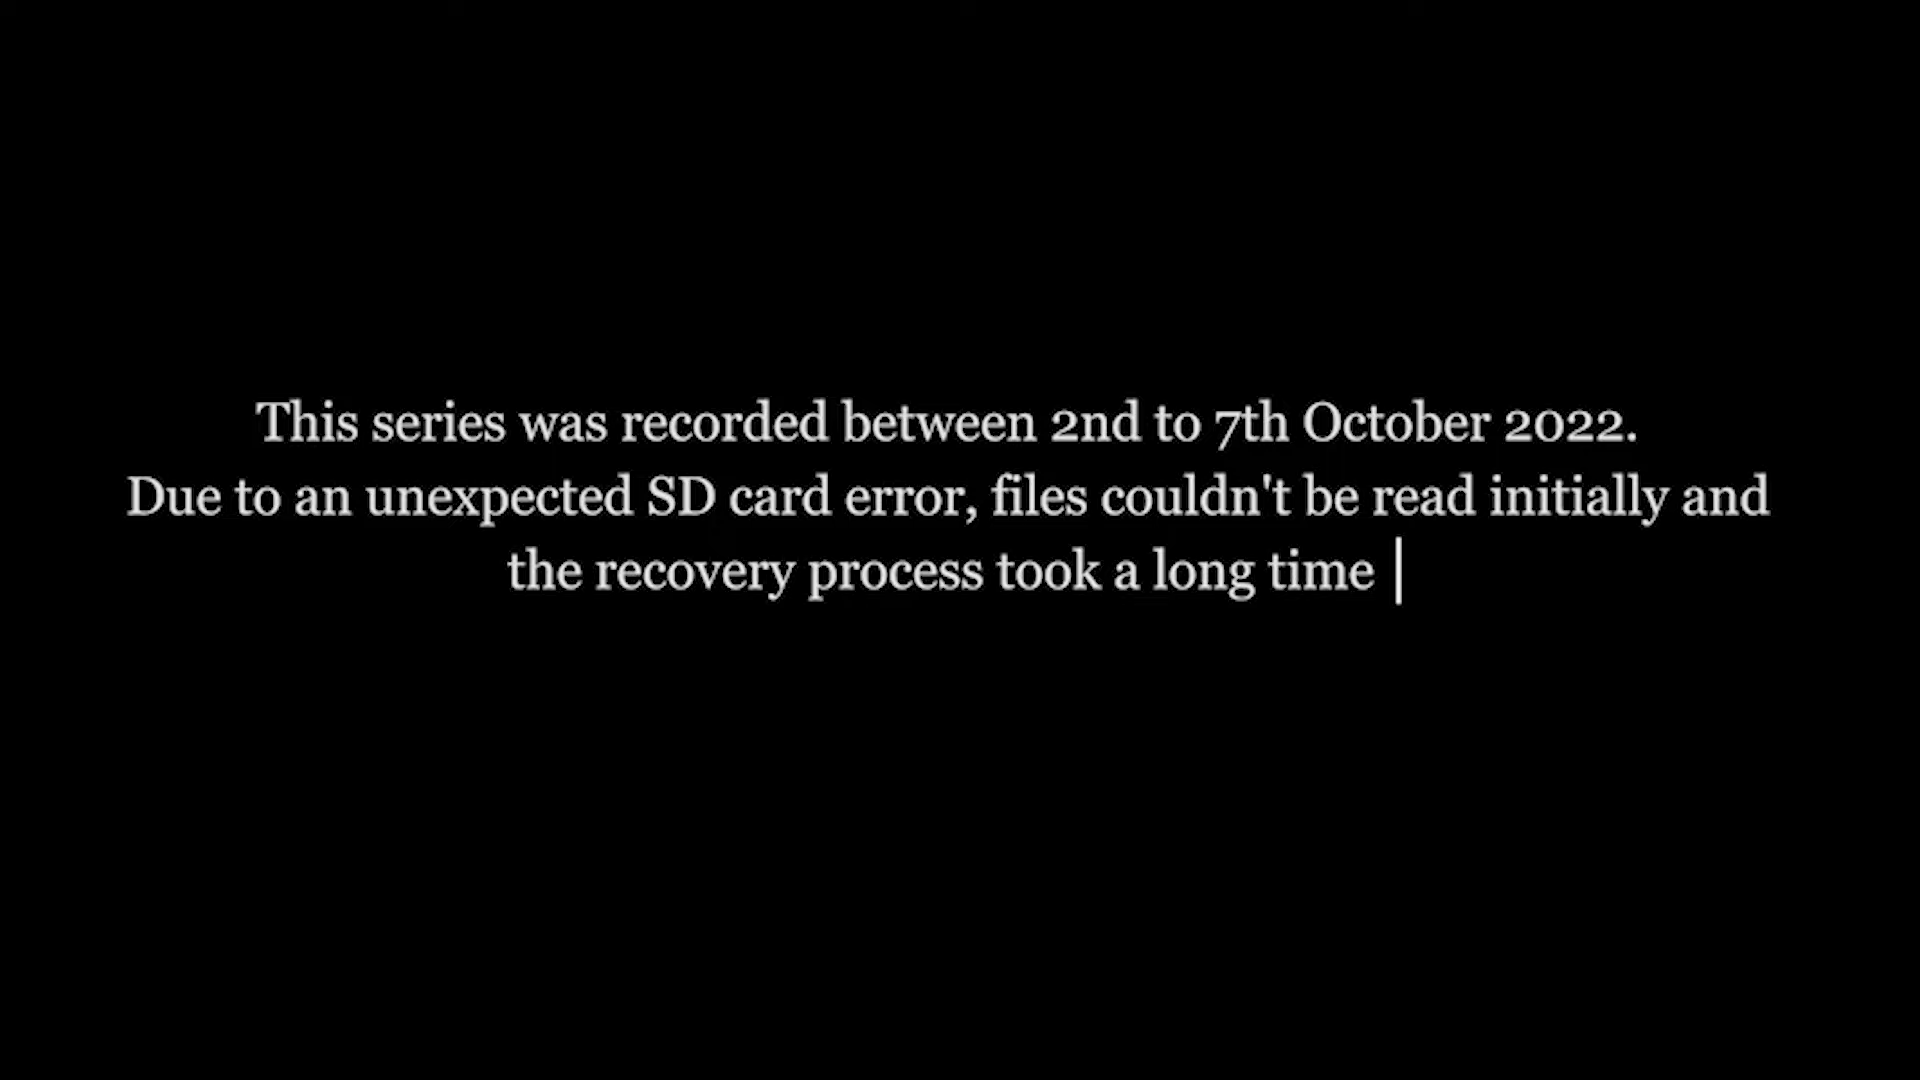 This series was recorded between 2nd to 7th October 2022.
Due to an unexpected SD card error, files couldn't be read initially and
the recovery process took a long time